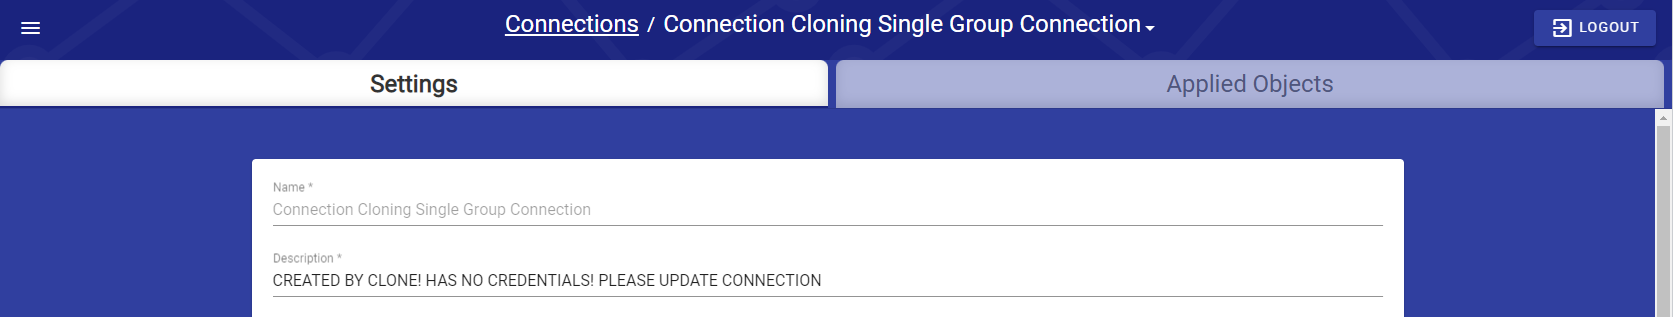 Connections / Connection Cloning Single Group Connection
LOGOUT
Settings
Applied Objects
Name *
Connection Cloning Single Group Connection
Description *
CREATED BY CLONE! HAS NO CREDENTIALS! PLEASE UPDATE CONNECTION